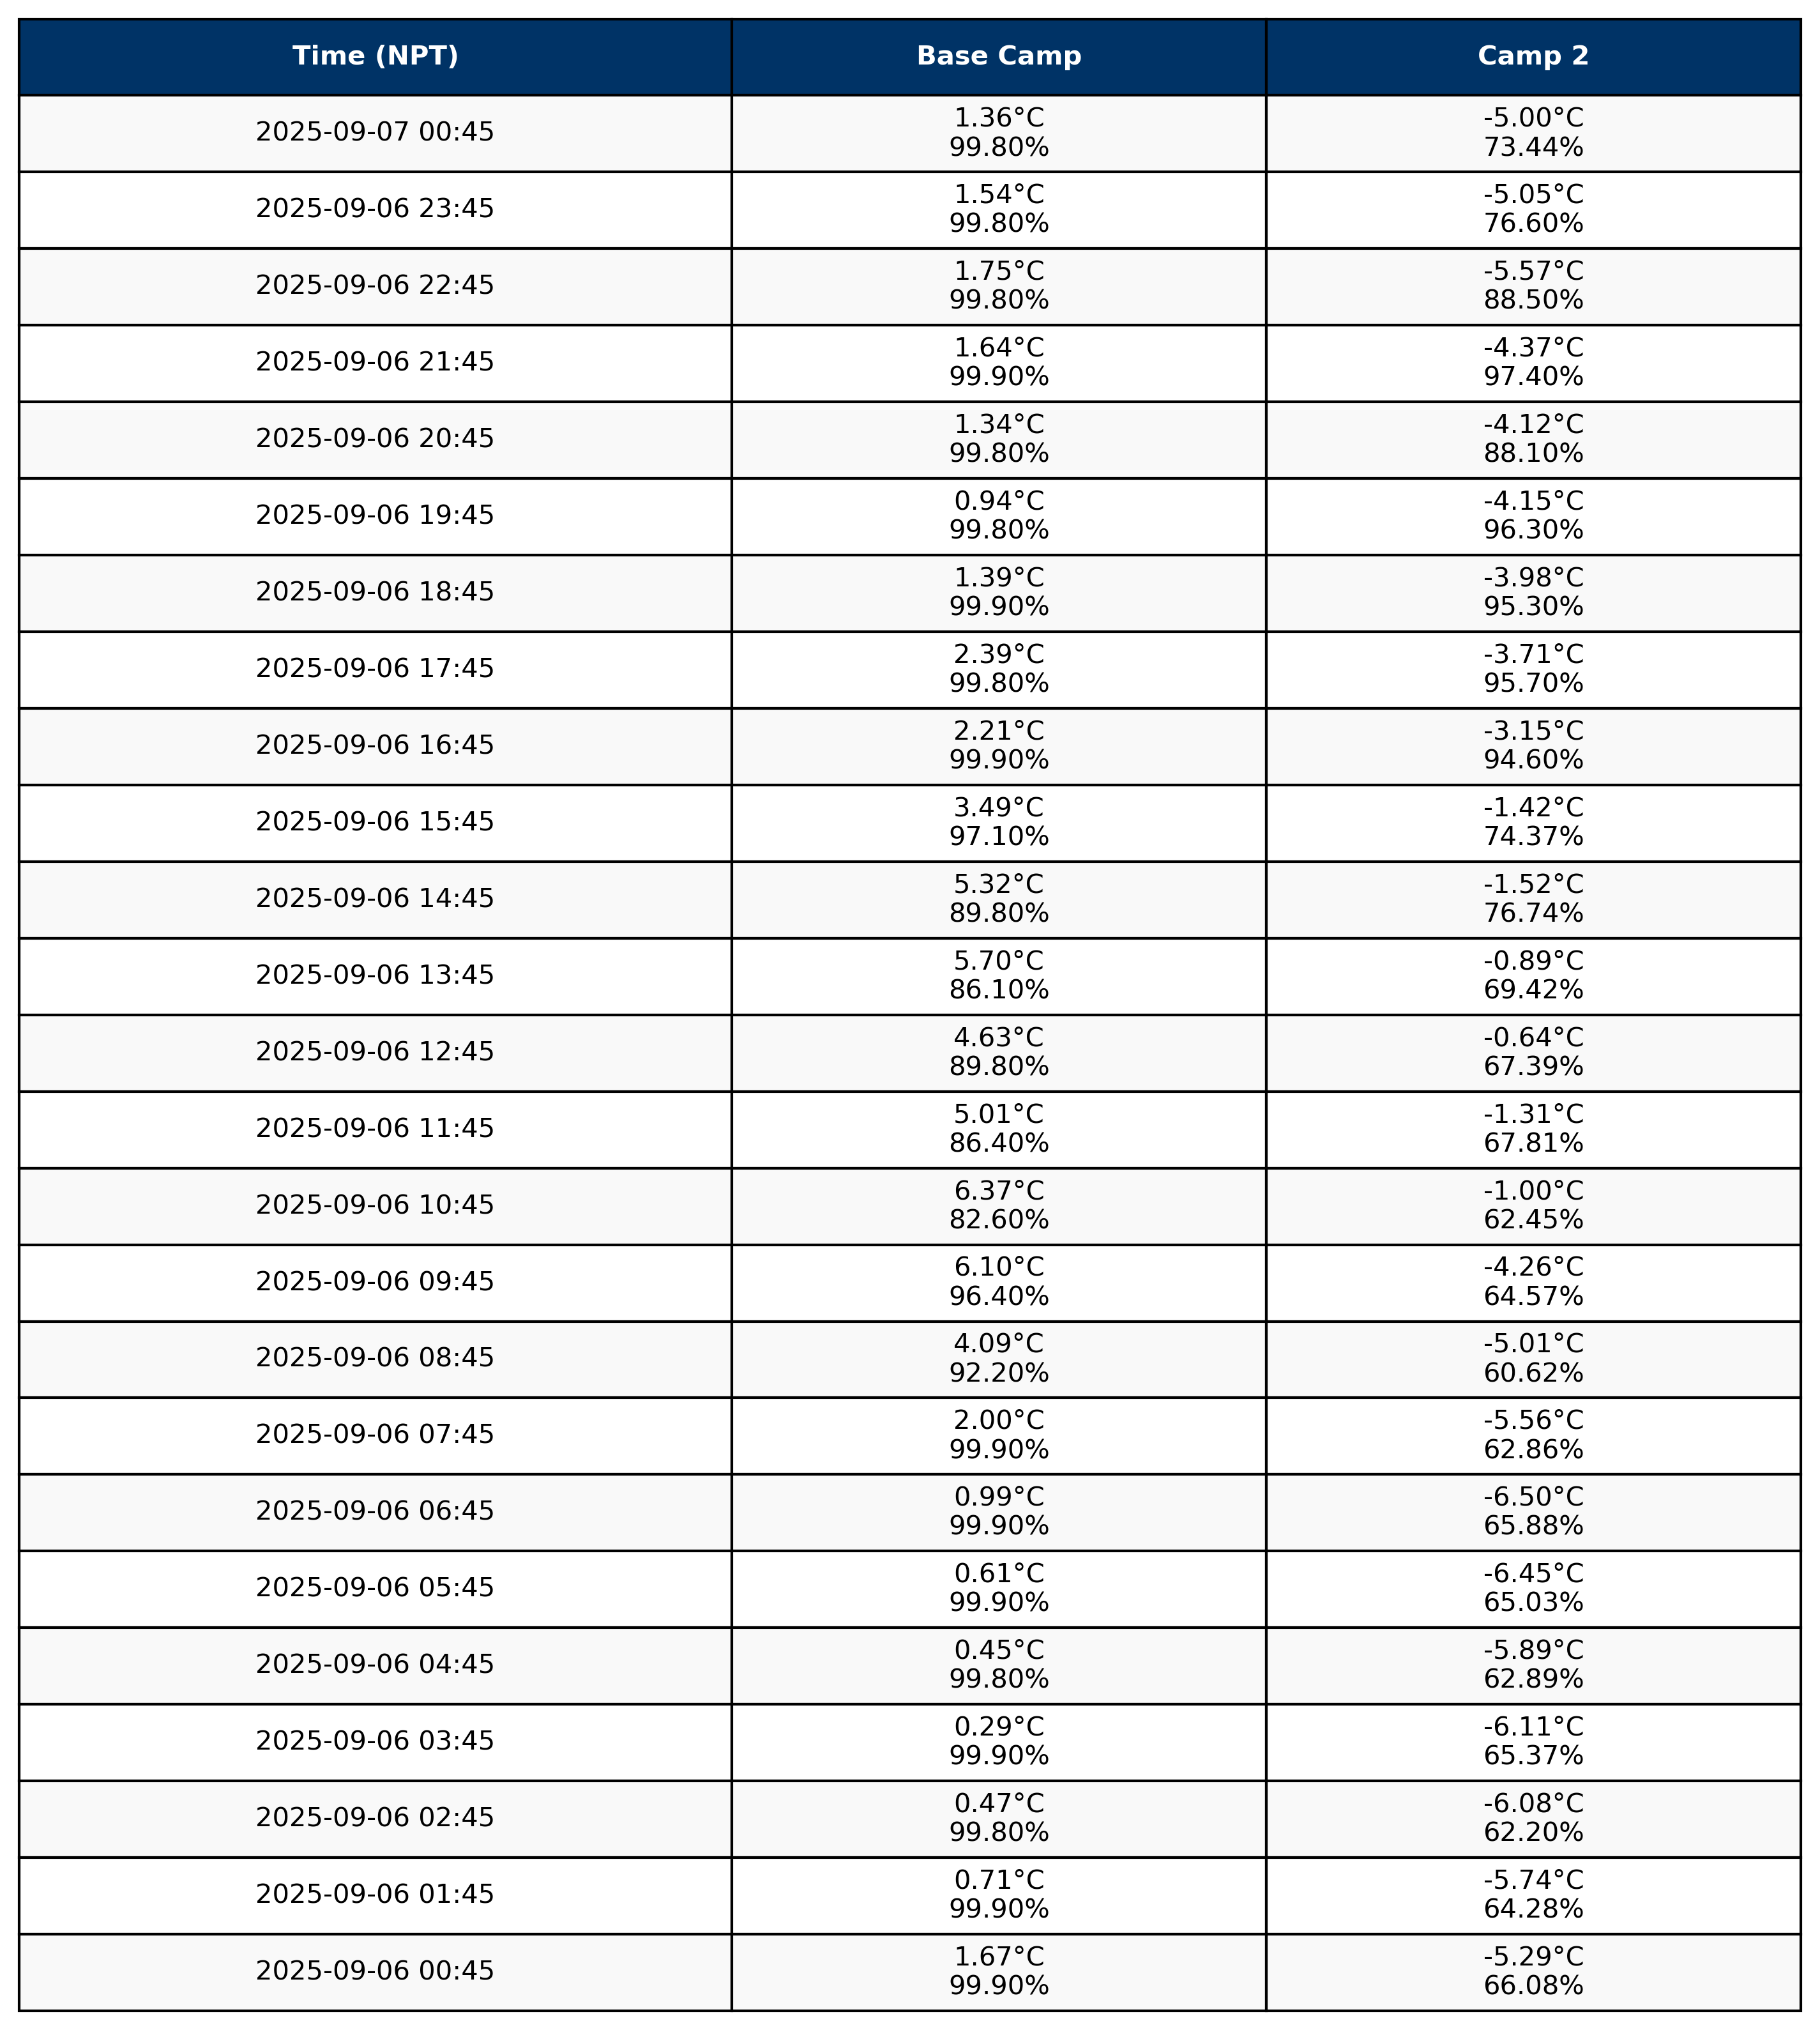 Time (NPT) Base Camp Camp 2
2025-09-07 00:45 1.36°C -5.00°C
99.80% 73.44%
2025-09-06 23:45 1.54°C -5.05°C
99.80% 76.60%
2025-09-06 22:45 1.75°C -5.57°C
99.80% 88.50%
2025-09-06 21:45 1.64°C -4.37°C
99.90% 97.40%
2025-09-06 20:45 1.34°C -4.12°C
99.80% 88.10%
2025-09-06 19:45 0.94°C -4.15°C
99.80% 96.30%
2025-09-06 18:45 1.39°C -3.98°C
99.90% 95.30%
2025-09-06 17:45 2.39°C -3.71°C
99.80% 95.70%
2025-09-06 16:45 2.21°C -3.15°C
99.90% 94.60%
2025-09-06 15:45 3.49°C -1.42°C
97.10% 74.37%
2025-09-06 14:45 5.32°C -1.52°C
89.80% 76.74%
2025-09-06 13:45 5.70°C -0.89°C
86.10% 69.42%
2025-09-06 12:45 4.63°C -0.64°C
89.80% 67.39%
2025-09-06 11:45 5.01°C -1.31°C
86.40% 67.81%
2025-09-06 10:45 6.37°C -1.00°C
82.60% 62.45%
2025-09-06 09:45 6.10°C -4.26°C
96.40% 64.57%
2025-09-06 08:45 4.09°C -5.01°C
92.20% 60.62%
2025-09-06 07:45 2.00°C -5.56°C
99.90% 62.86%
2025-09-06 06:45 0.99°C -6.50°C
99.90% 65.88%
2025-09-06 05:45 0.61°C -6.45°C
99.90% 65.03%
2025-09-06 04:45 0.45°C -5.89°C
99.80% 62.89%
2025-09-06 03:45 0.29°C -6.11°C
99.90% 65.37%
2025-09-06 02:45 0.47°C -6.08°C
99.80% 62.20%
2025-09-06 01:45 0.71°C -5.74°C
99.90% 64.28%
2025-09-06 00:45 1.67°C -5.29°C
99.90% 66.08%